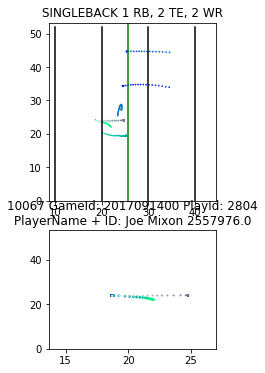 SINGLEBACK 1 RB, 2 TE, 2 WR
50
40
30
20
10
0
10 20 30 40
10067 GameId: 2017091400 PlayId: 2804
PlayerName + ID: Joe Mixon 2557976.0
40
20
0
15 20 25